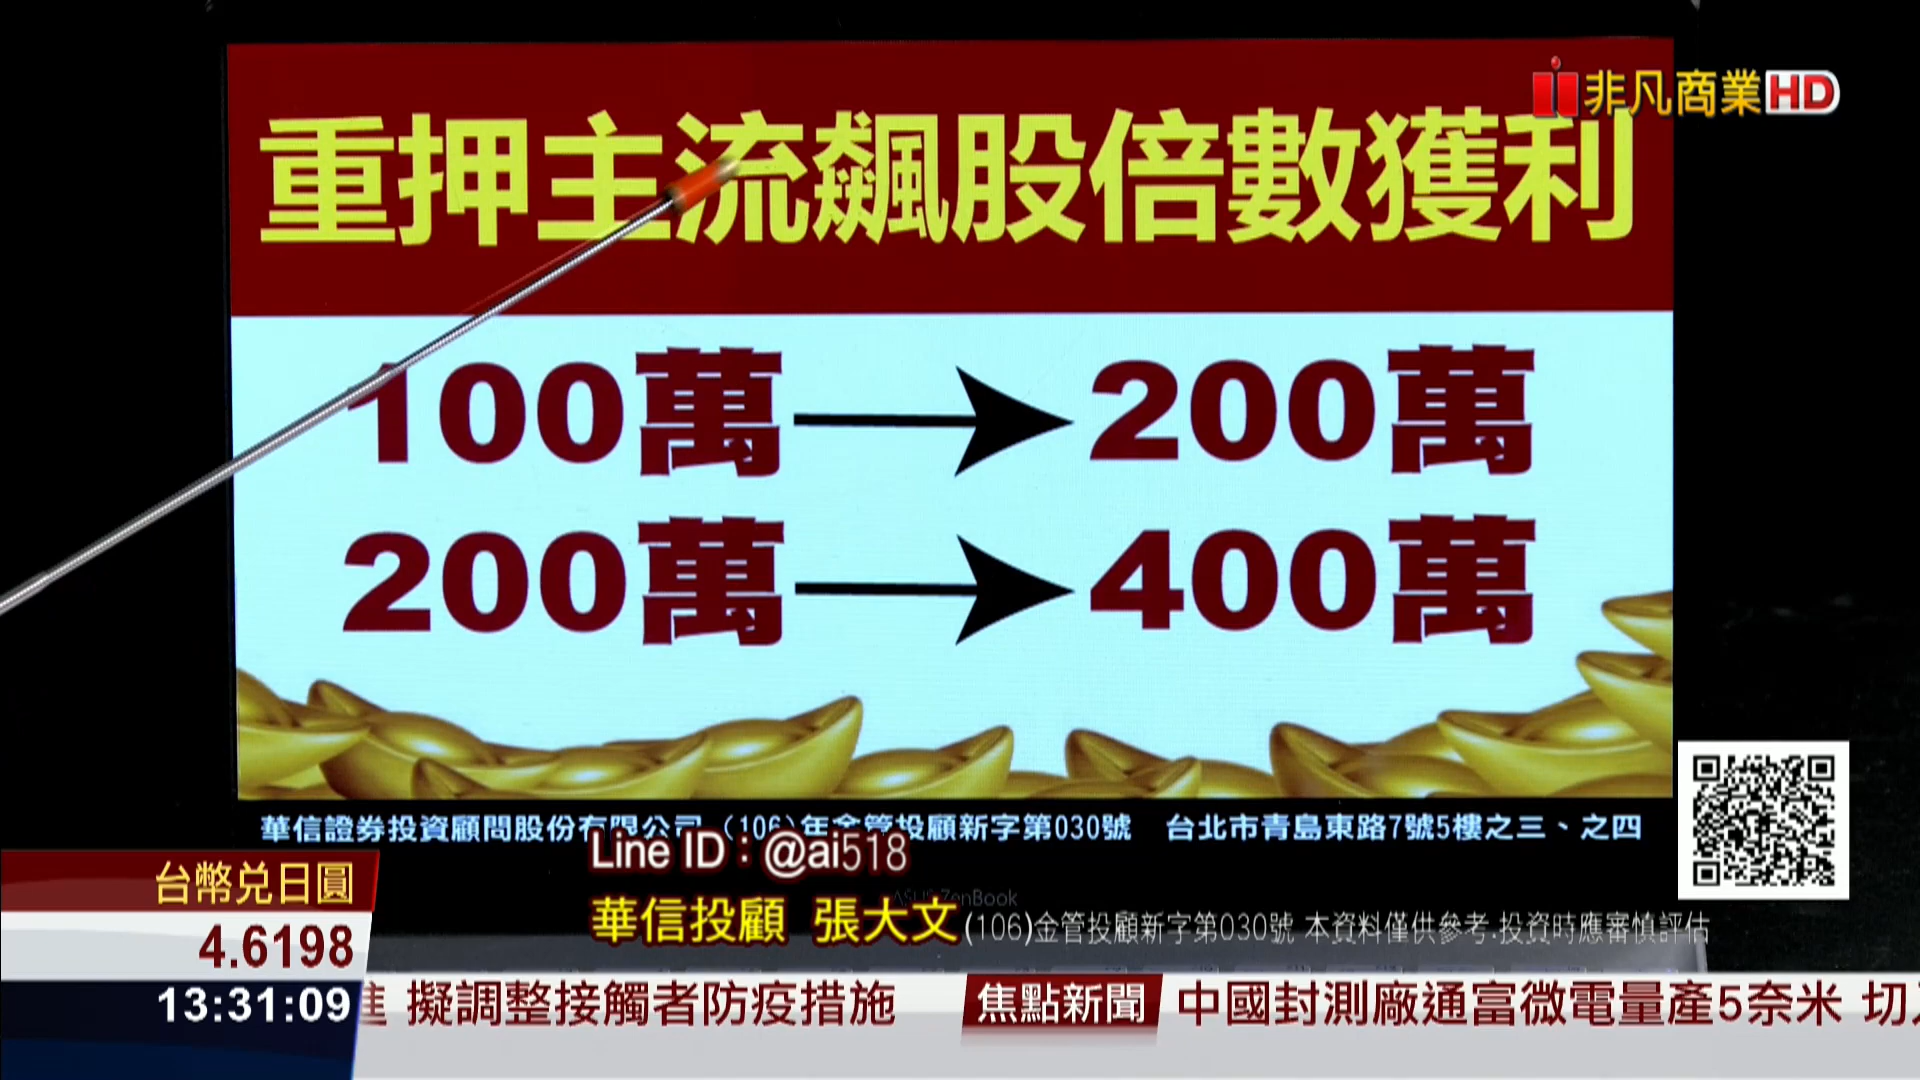 非凡商業HD
重押主流飆股倍數獲利
100萬 200萬
200萬 400萬
華信證券投資顧問股份有限公司 (106)年金管投顧新字第030號 台北市青島東路7號5樓之三、之四
Line ID：@ai518
ASUS ZenBook
華信投顧 張大文 (106)金管投顧新字第030號 本資料僅供參考.投資時應審慎評估
台幣兌日圓
4.6198
13:31:09
進 擬調整接觸者防疫措施 焦點新聞 中國封測廠通富微電量產5奈米 切入